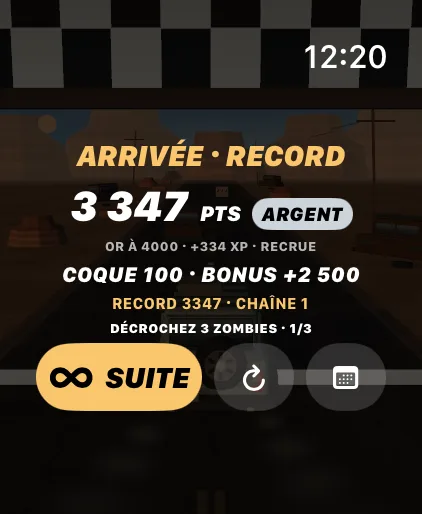 12:20
ARRIVÉE · RECORD
3 347 PTS ARGENT
OR À 4000 · +334 XP · RECRUE
COQUE 100 · BONUS +2 500
RECORD 3347 · CHAÎNE 1
DÉCROCHEZ 3 ZOMBIES · 1/3
SUITE